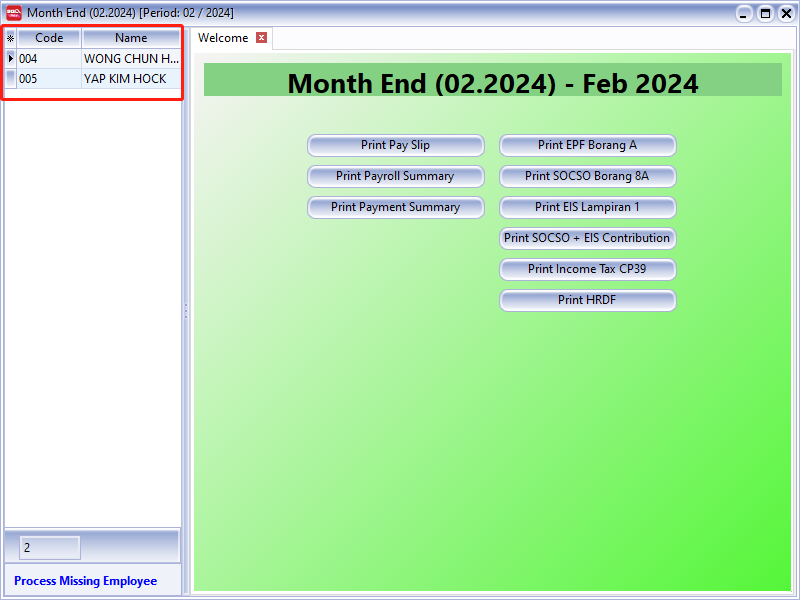 Month End (02.2024) [Period: 02 / 2024]
Code Name
004 WONG CHUN H...
005 YAP KIM HOCK
2
Process Missing Employee
Welcome
Month End (02.2024) - Feb 2024
Print Pay Slip
Print Payroll Summary
Print Payment Summary
Print EPF Borang A
Print SOCSO Borang 8A
Print EIS Lampiran 1
Print SOCSO + EIS Contribution
Print Income Tax CP39
Print HRDF